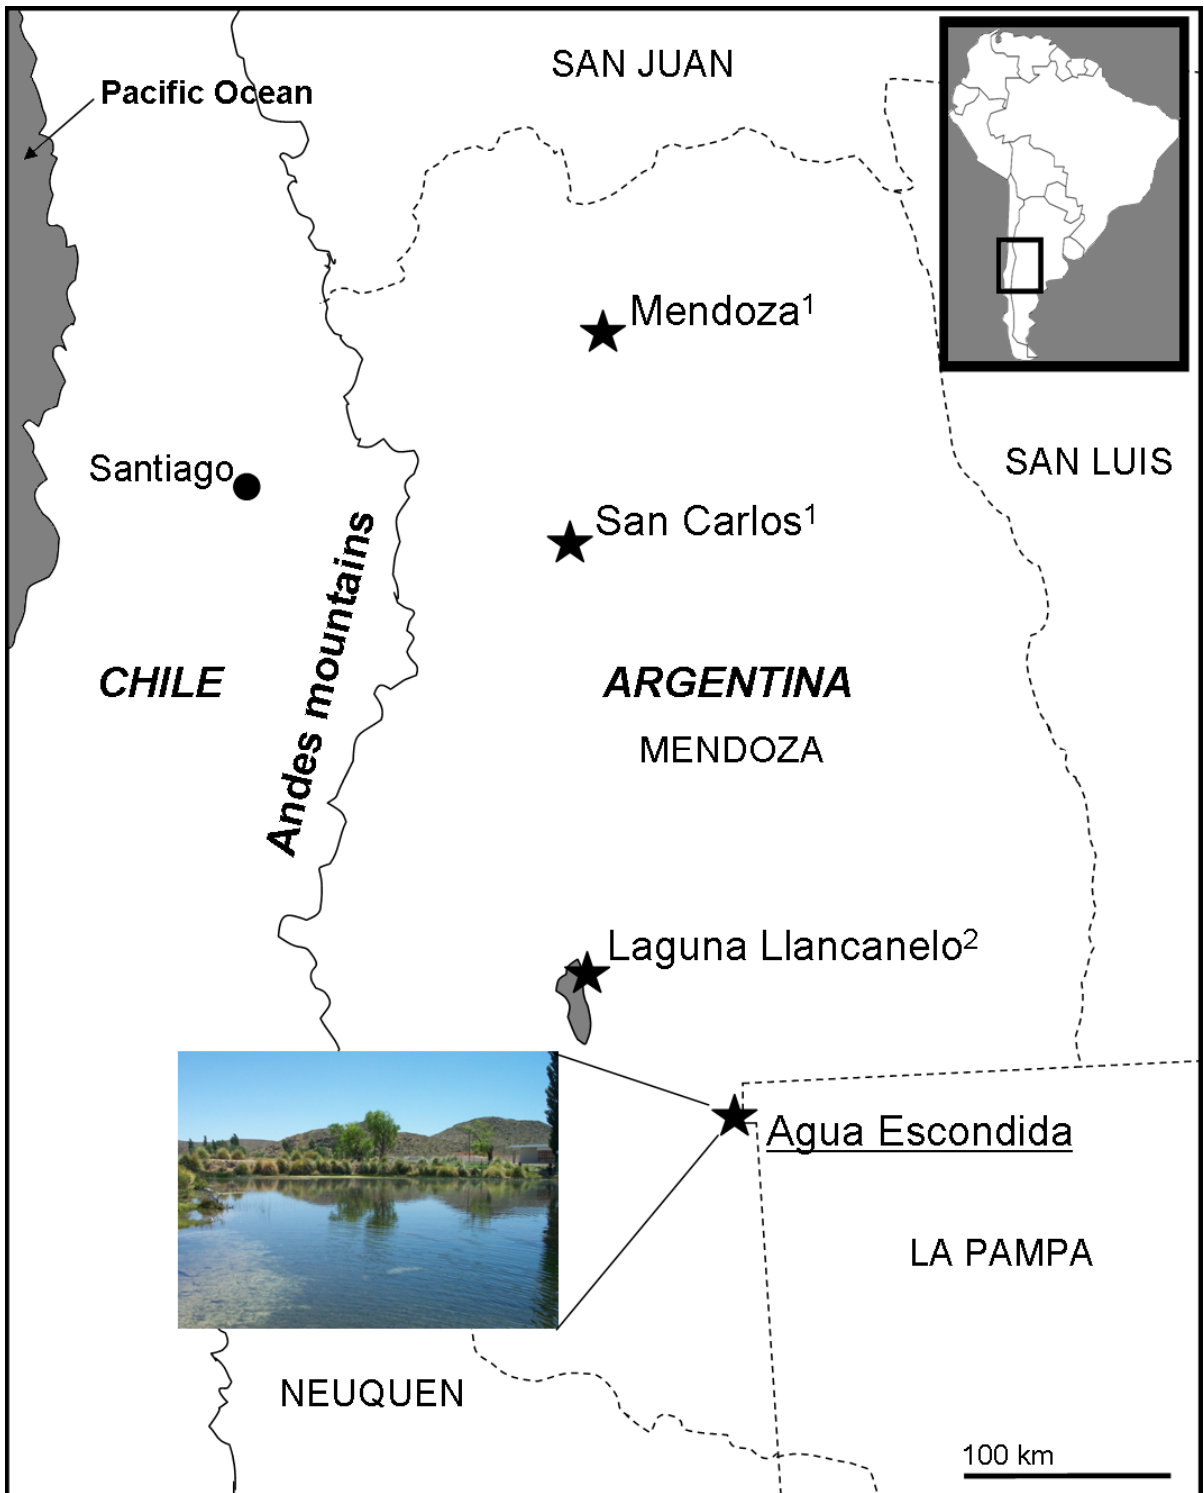 SAN JUAN
Pacific Ocean
Mendoza¹
Santiago
SAN LUIS
San Carlos¹
Andes mountains
CHILE
ARGENTINA
MENDOZA
Laguna Llancanelo²
Agua Escondida
LA PAMPA
NEUQUEN
100 km